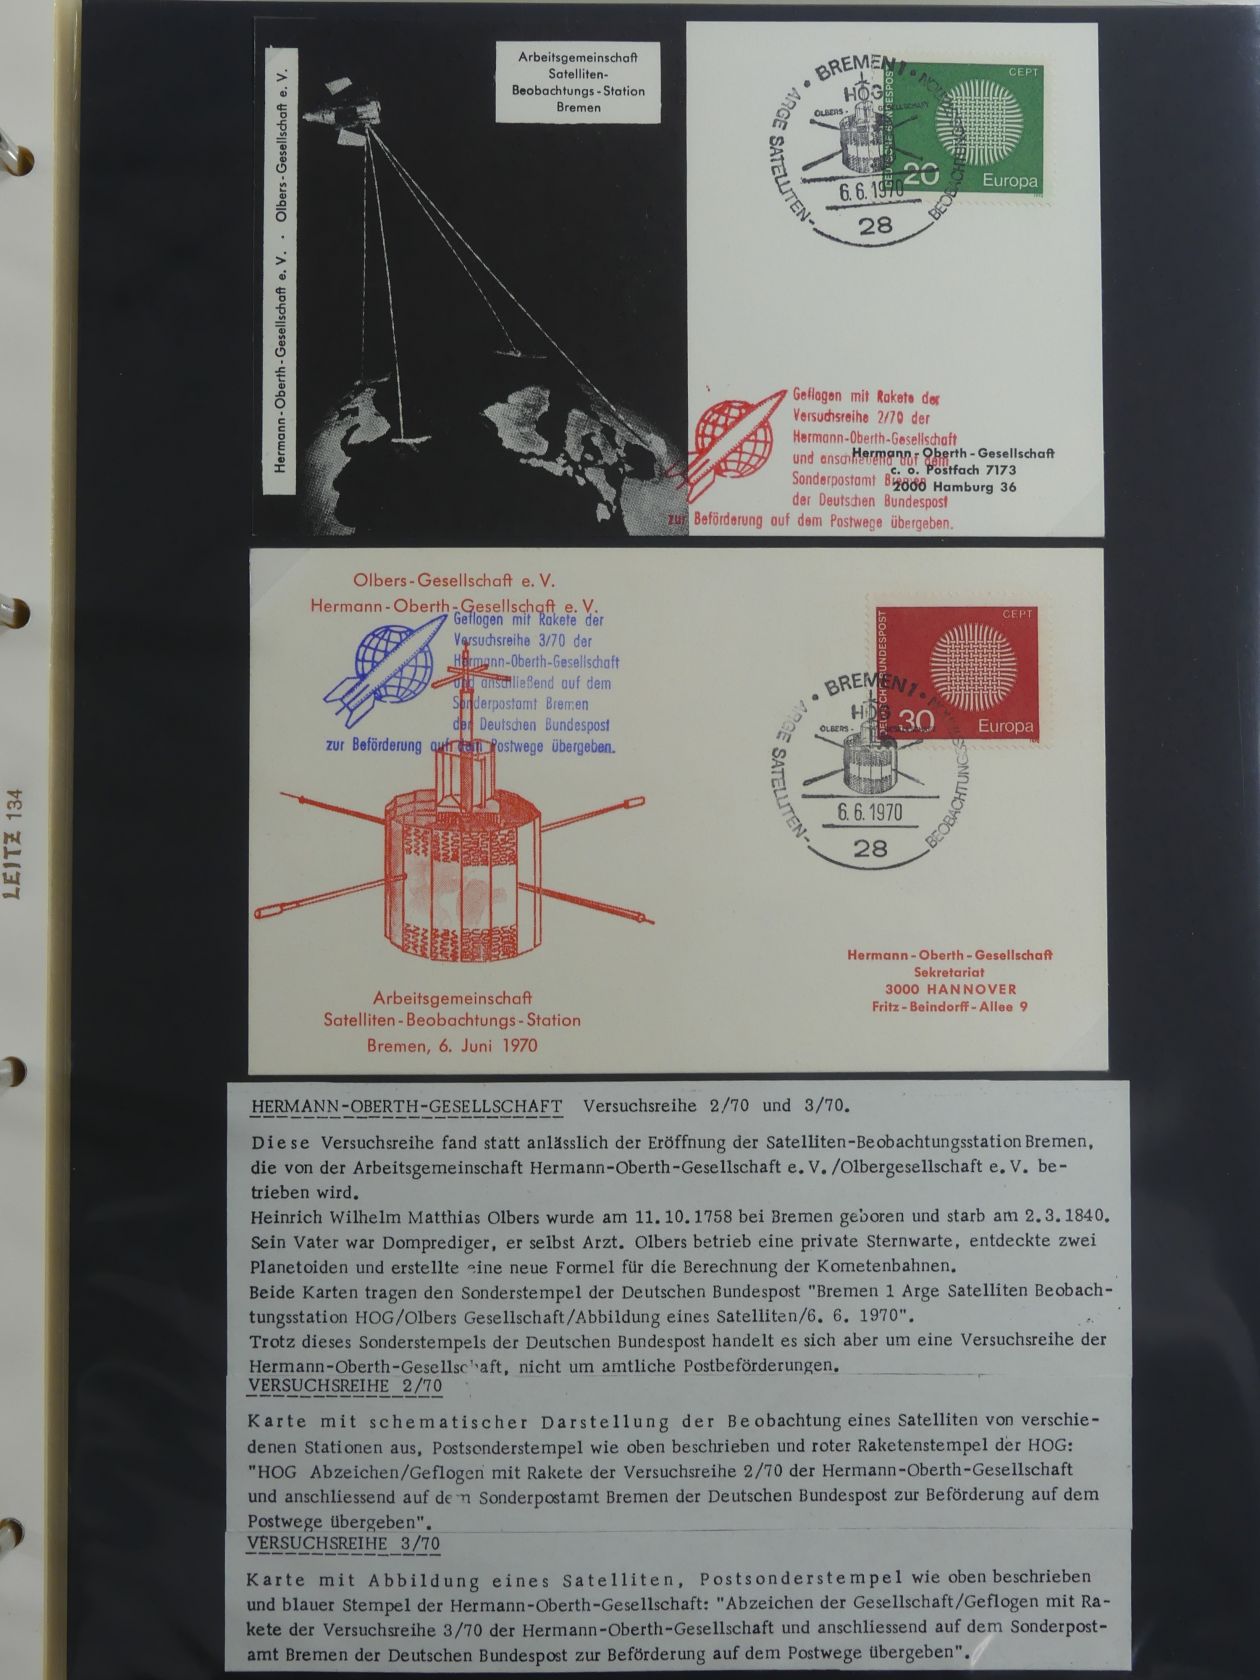 Hermann-Oberth-Gesellschaft e. V. · Olbers-Gesellschaft e. V.
Arbeitsgemeinschaft
Satelliten-
Beobachtungs-Station
Bremen
· BREMEN 1 ·
HOG
OLBERS- GESELLSCHAFT
ARGE SATELLITEN-
BEOBACHTUNGS
6.6.1970
28
CEPT
DEUTSCHE BUNDESPOST
20
Europa
Geflogen mit Rakete der
Versuchsreihe 2/70 der
Hermann-Oberth-Gesellschaft
und anschließend auf dem
Sonderpostamt Bremen
der Deutschen Bundespost
zur Beförderung auf dem Postwege übergeben.
Hermann-Oberth-Gesellschaft
c. o. Postfach 7173
2000 Hamburg 36
Olbers-Gesellschaft e. V.
Hermann-Oberth-Gesellschaft e. V.
Geflogen mit Rakete der
Versuchsreihe 3/70 der
Hermann-Oberth-Gesellschaft
und anschließend auf dem
Sonderpostamt Bremen
der Deutschen Bundespost
zur Beförderung auf dem Postwege übergeben.
CEPT
DEUTSCHE BUNDESPOST
30
Europa
· BREMEN 1 ·
HOG
OLBERS-
ARGE SATELLITEN-
BEOBACHTUNGS
6.6.1970
28
Arbeitsgemeinschaft
Satelliten-Beobachtungs-Station
Bremen, 6. Juni 1970
Hermann-Oberth-Gesellschaft
Sekretariat
3000 HANNOVER
Fritz-Beindorff-Allee 9
LEITZ 134
HERMANN-OBERTH-GESELLSCHAFT Versuchsreihe 2/70 und 3/70.
Diese Versuchsreihe fand statt anlässlich der Eröffnung der Satelliten-Beobachtungsstation Bremen,
die von der Arbeitsgemeinschaft Hermann-Oberth-Gesellschaft e. V./Olbergesellschaft e. V. be-
trieben wird.
Heinrich Wilhelm Matthias Olbers wurde am 11.10.1758 bei Bremen geboren und starb am 2.3.1840.
Sein Vater war Domprediger, er selbst Arzt. Olbers betrieb eine private Sternwarte, entdeckte zwei
Planetoiden und erstellte eine neue Formel für die Berechnung der Kometenbahnen.
Beide Karten tragen den Sonderstempel der Deutschen Bundespost "Bremen 1 Arge Satelliten Beobach-
tungsstation HOG/Olbers Gesellschaft/Abbildung eines Satelliten/6. 6. 1970".
Trotz dieses Sonderstempels der Deutschen Bundespost handelt es sich aber um eine Versuchsreihe der
Hermann-Oberth-Gesellschaft, nicht um amtliche Postbeförderungen.
VERSUCHSREIHE 2/70
Karte mit schematischer Darstellung der Beobachtung eines Satelliten von verschie-
denen Stationen aus, Postsonderstempel wie oben beschrieben und roter Raketenstempel der HOG:
"HOG Abzeichen/Geflogen mit Rakete der Versuchsreihe 2/70 der Hermann-Oberth-Gesellschaft
und anschliessend auf dem Sonderpostamt Bremen der Deutschen Bundespost zur Beförderung auf dem
Postwege übergeben".
VERSUCHSREIHE 3/70
Karte mit Abbildung eines Satelliten, Postsonderstempel wie oben beschrieben
und blauer Stempel der Hermann-Oberth-Gesellschaft: "Abzeichen der Gesellschaft/Geflogen mit Ra-
kete der Versuchsreihe 3/70 der Hermann-Oberth-Gesellschaft und anschliessend auf dem Sonderpost-
amt Bremen der Deutschen Bundespost zur Beförderung auf dem Postwege übergeben".